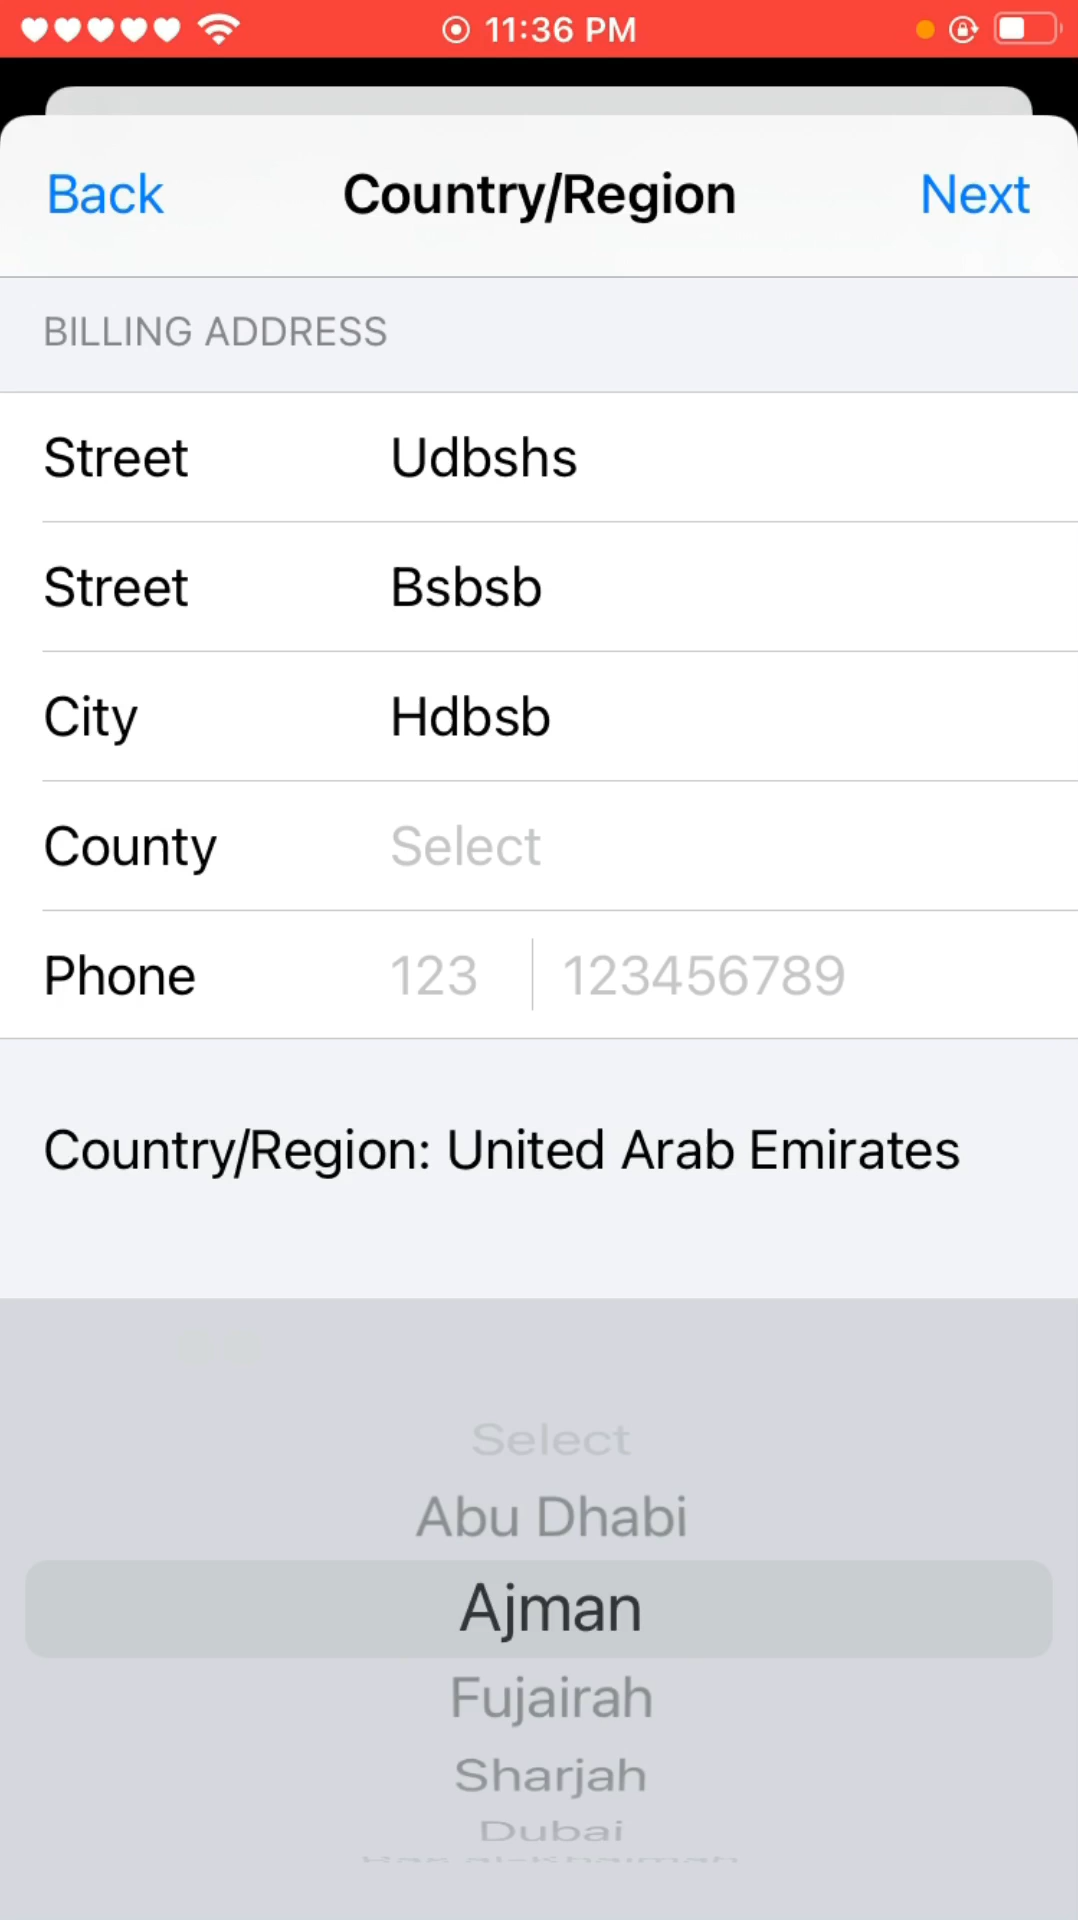 11:36 PM
Back Country/Region Next
BILLING ADDRESS
Street Udbshs
Street Bsbsb
City Hdbsb
County Select
Phone 123 123456789
Country/Region: United Arab Emirates
Select
Abu Dhabi
Ajman
Fujairah
Sharjah
Dubai